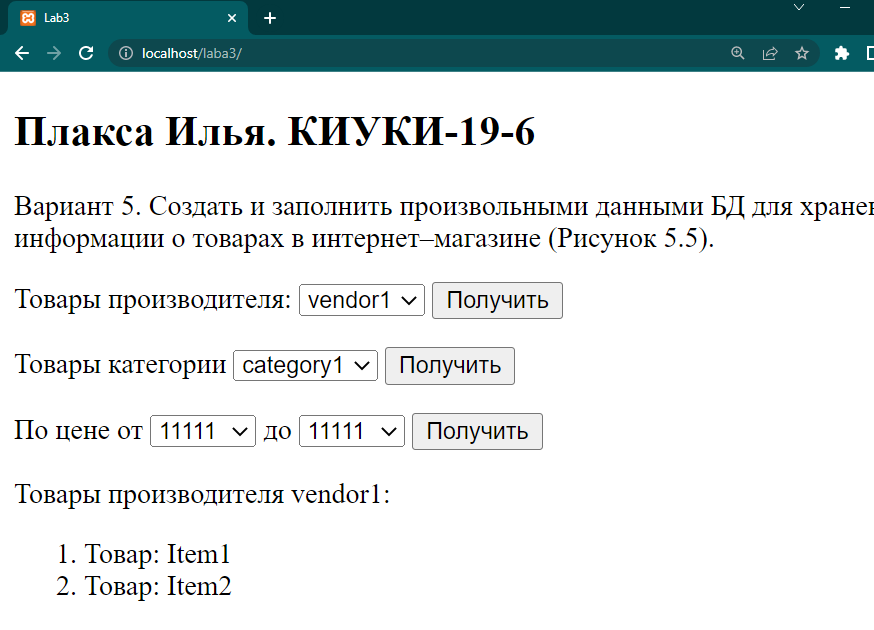 Lab3
localhost/laba3/
Плакса Илья. КИУКИ-19-6
Вариант 5. Создать и заполнить произвольными данными БД для
информации о товарах в интернет–магазине (Рисунок 5.5).
Товары производителя: vendor1 Получить
Товары категории category1 Получить
По цене от 11111 до 11111 Получить
Товары производителя vendor1:
1. Товар: Item1
2. Товар: Item2